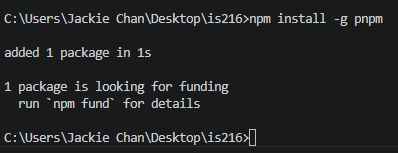 C:\Users\Jackie Chan\Desktop\is216>npm install -g pnpm
added 1 package in 1s
1 package is looking for funding
run `npm fund` for details
C:\Users\Jackie Chan\Desktop\is216>